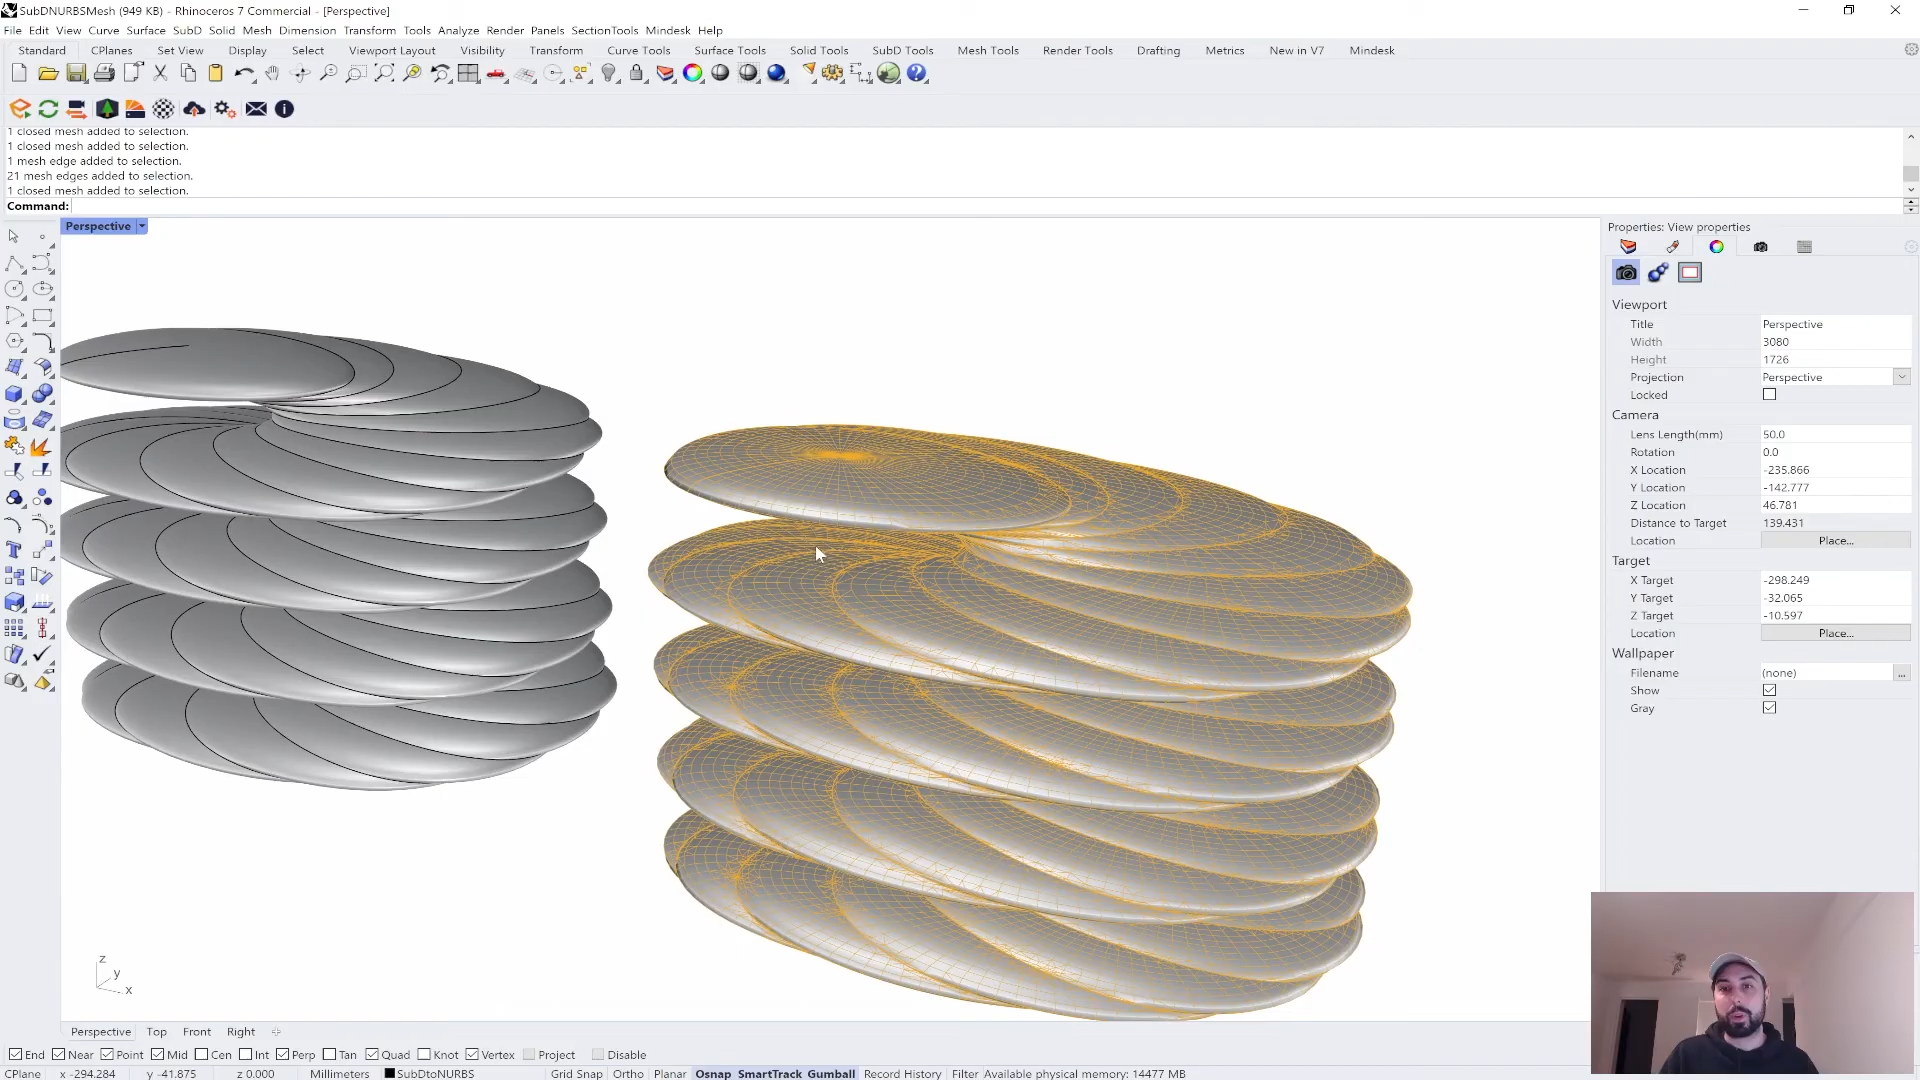 SubDNURBSMesh (949 KB) - Rhinoceros 7 Commercial - [Perspective]
File Edit View Curve Surface SubD Solid Mesh Dimension Transform Tools Analyze Render Panels SectionTools Mindesk Help
Standard CPlanes Set View Display Select Viewport Layout Visibility Transform Curve Tools Surface Tools Solid Tools SubD Tools Mesh Tools Render Tools Drafting Metrics New in V7 Mindesk
1 closed mesh added to selection.
1 closed mesh added to selection.
1 mesh edge added to selection.
21 mesh edges added to selection.
1 closed mesh added to selection.
Command:
Perspective
Properties: View properties
Viewport
Title Perspective
Width 3080
Height 1726
Projection Perspective
Locked
Camera
Lens Length(mm) 50.0
Rotation 0.0
X Location -235.866
Y Location -142.777
Z Location 46.781
Distance to Target 139.431
Location Place...
Target
X Target -298.249
Y Target -32.065
Z Target -10.597
Location Place...
Wallpaper
Filename (none) ...
Show
Gray
z
y
x
Perspective Top Front Right
End Near Point Mid Cen Int Perp Tan Quad Knot Vertex Project Disable
CPlane x -294.284 y -41.875 z 0.000 Millimeters SubDtoNURBS Grid Snap Ortho Planar Osnap SmartTrack Gumball Record History Filter Available physical memory: 14477 MB